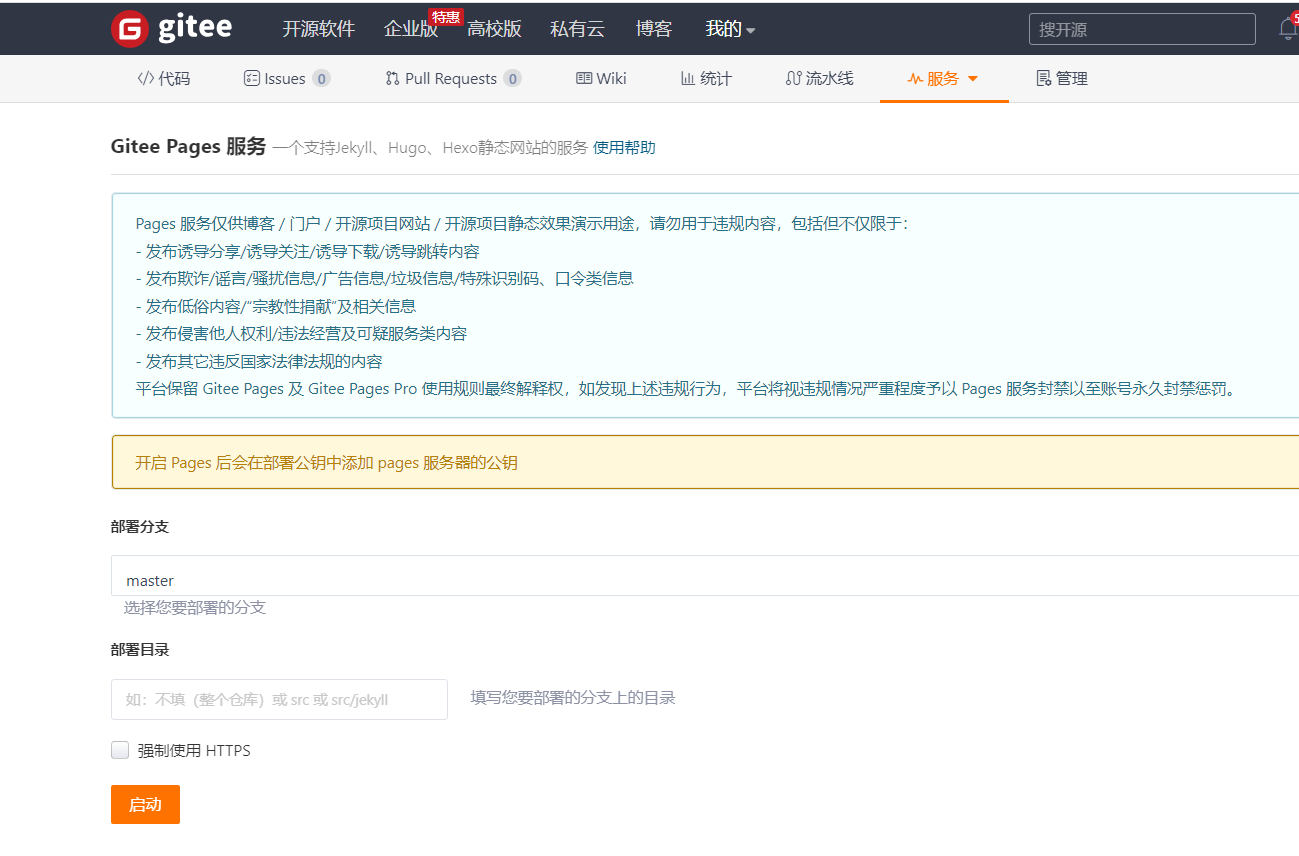 gitee 开源软件 企业版 特惠 高校版 私有云 博客 我的 搜开源 5
代码 Issues 0 Pull Requests 0 Wiki 统计 流水线 服务 管理
Gitee Pages 服务 一个支持Jekyll、Hugo、Hexo静态网站的服务 使用帮助
Pages 服务仅供博客 / 门户 / 开源项目网站 / 开源项目静态效果演示用途，请勿用于违规内容，包括但不仅限于：
- 发布诱导分享/诱导关注/诱导下载/诱导跳转内容
- 发布欺诈/谣言/骚扰信息/广告信息/垃圾信息/特殊识别码、口令类信息
- 发布低俗内容/“宗教性捐献”及相关信息
- 发布侵害他人权利/违法经营及可疑服务类内容
- 发布其它违反国家法律法规的内容
平台保留 Gitee Pages 及 Gitee Pages Pro 使用规则最终解释权，如发现上述违规行为，平台将视违规情况严重程度予以 Pages 服务封禁以至账号永久封禁惩罚。
开启 Pages 后会在部署公钥中添加 pages 服务器的公钥
部署分支
master
选择您要部署的分支
部署目录
如：不填（整个仓库）或 src 或 src/jekyll 填写您要部署的分支上的目录
强制使用 HTTPS
启动